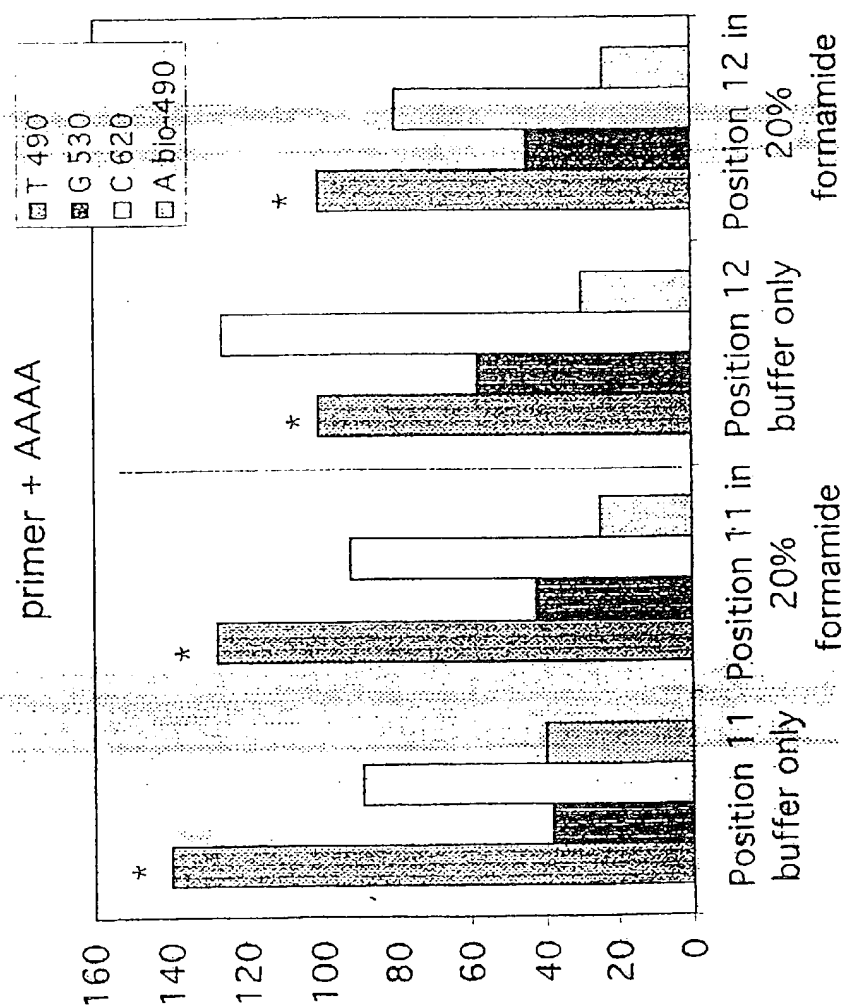 primer + AAAA
T 490
G 530
C 620
A bio-490
*
*
*
*
160
140
120
100
80
60
40
20
0
Position 11
buffer only
Position 11 in
20%
formamide
Position 12
buffer only
Position 12 in
20%
formamide